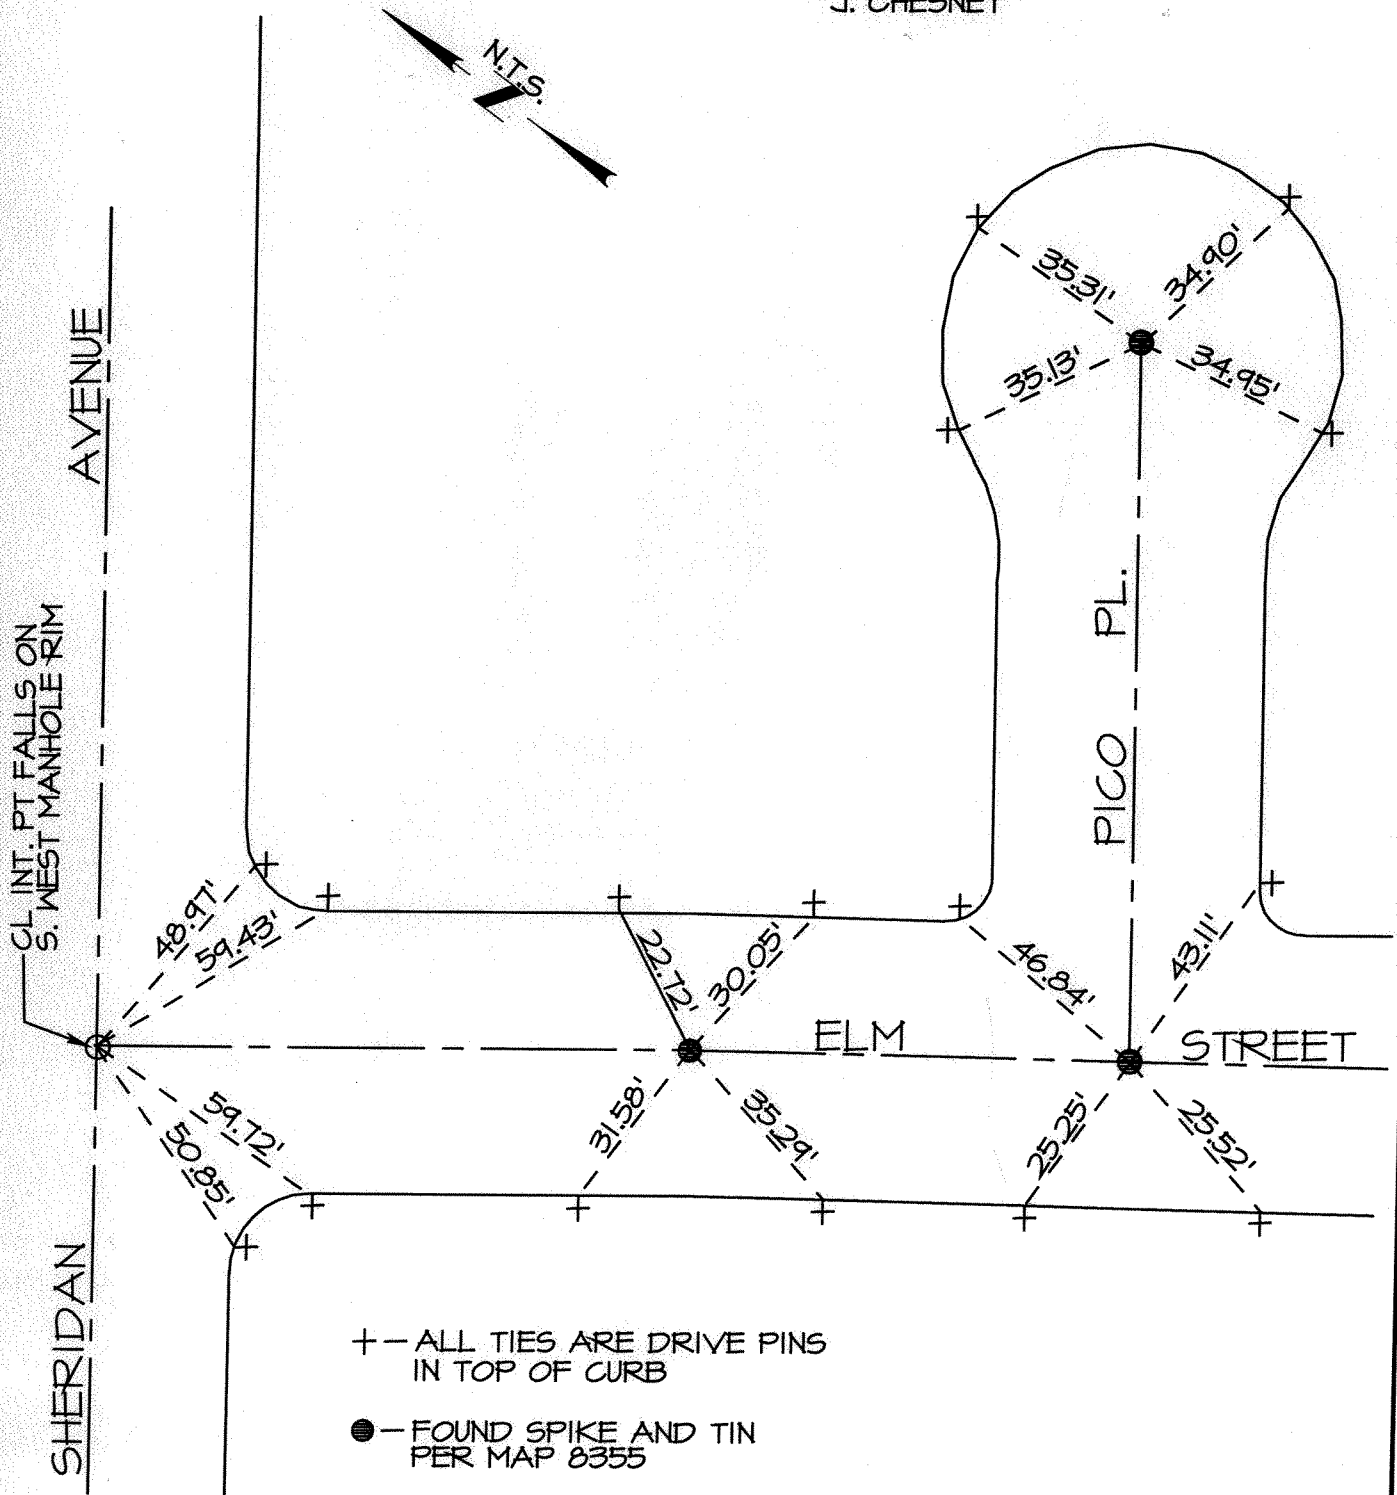 J. CHESNEY
N.T.S.
35.31'
34.90'
35.13'
34.95'
AVENUE
PICO PL.
CL INT. PT FALLS ON
S. WEST MANHOLE RIM
48.97'
59.43'
22.72'
30.05'
46.84'
43.11'
ELM STREET
59.72'
50.85'
31.58'
35.29'
25.25'
25.52'
SHERIDAN
+ - ALL TIES ARE DRIVE PINS
IN TOP OF CURB
- FOUND SPIKE AND TIN
PER MAP 8355